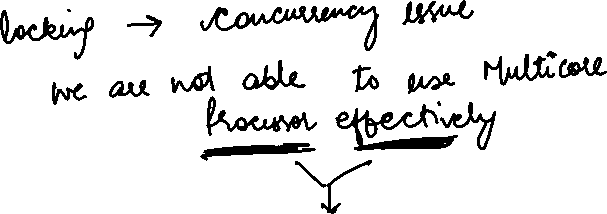 locking → concurrency issue
we are not able to use Multicore
Processor effectively